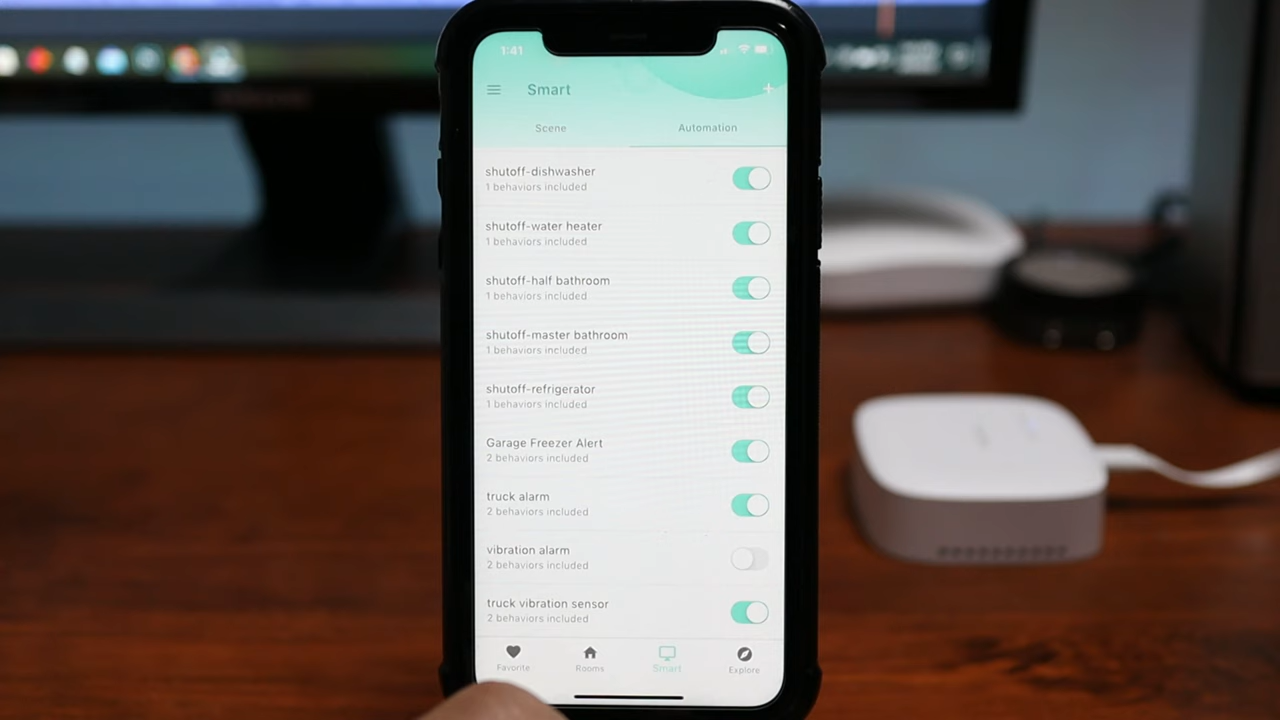 1:41
Smart
Scene
Automation
shutoff-dishwasher
1 behaviors included
shutoff-water heater
1 behaviors included
shutoff-half bathroom
1 behaviors included
shutoff-master bathroom
1 behaviors included
shutoff-refrigerator
1 behaviors included
Garage Freezer Alert
2 behaviors included
truck alarm
2 behaviors included
vibration alarm
2 behaviors included
truck vibration sensor
2 behaviors included
Favorite
Rooms
Smart
Explore